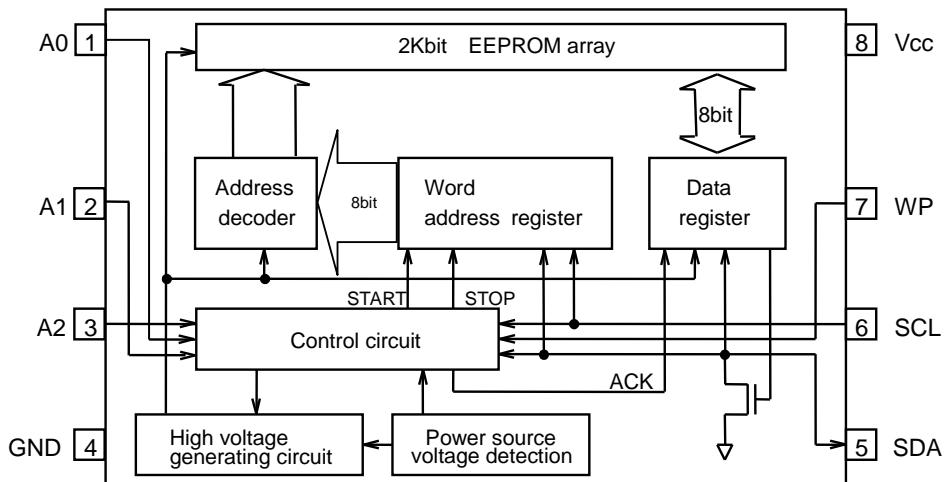 A0 1
2Kbit EEPROM array
8 Vcc
8bit
A1 2
Address
decoder
8bit
Word
address register
Data
register
7 WP
START
STOP
A2 3
Control circuit
6 SCL
ACK
GND 4
High voltage
generating circuit
Power source
voltage detection
5 SDA